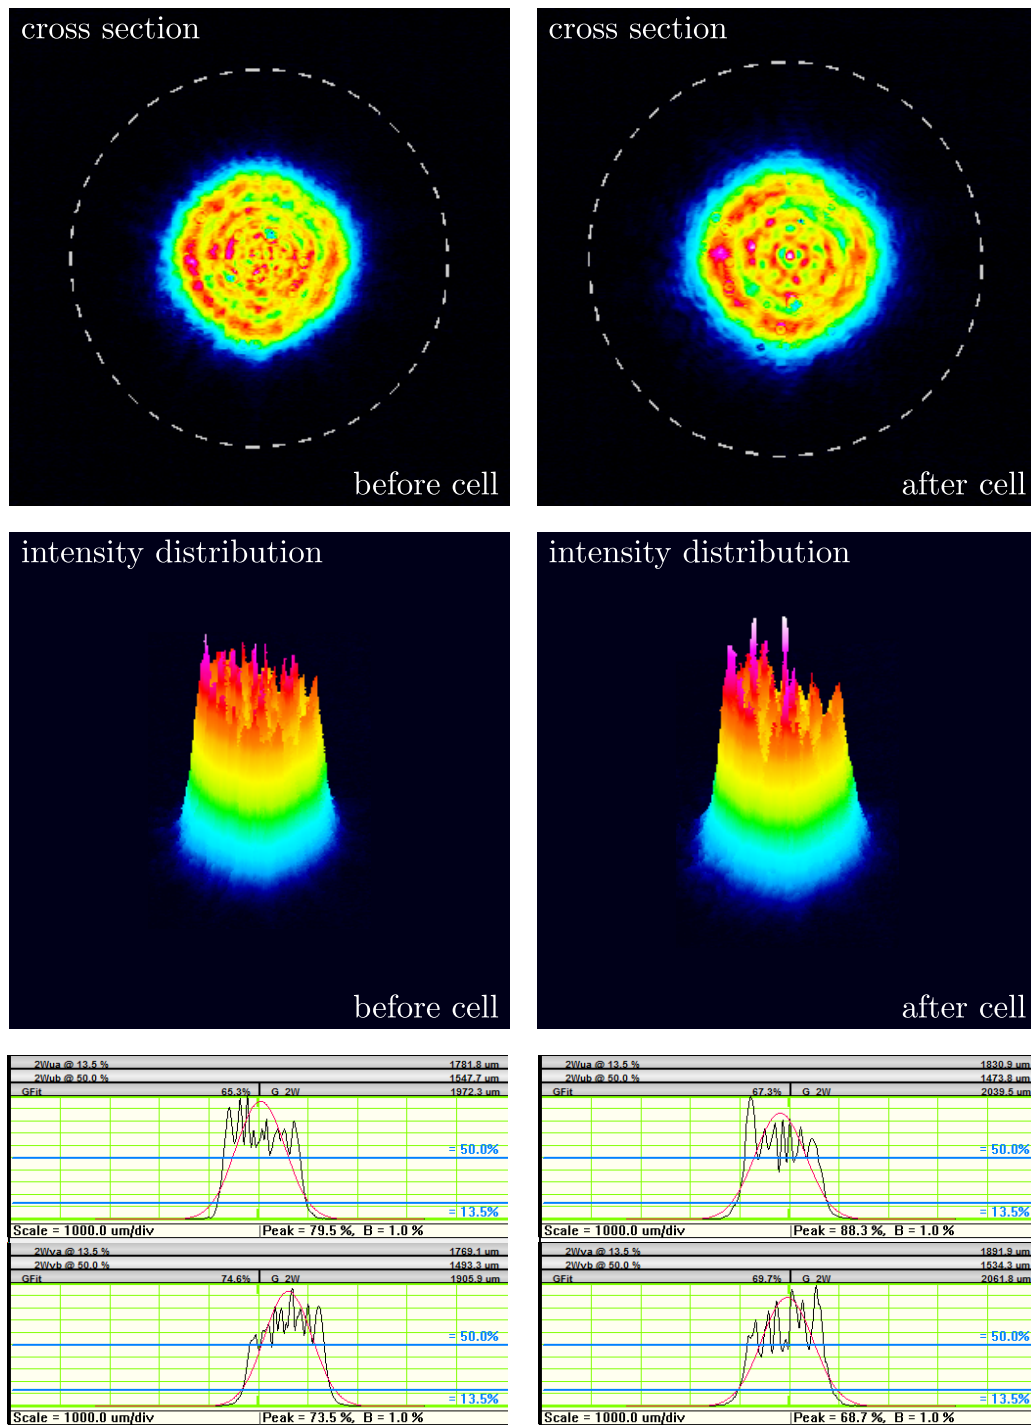 cross section
before cell
cross section
after cell
intensity distribution
before cell
intensity distribution
after cell
2Wua @ 13.5 % 1781.8 um
2Wub @ 50.0 % 1547.7 um
GFit 65.3% G 2W 1972.3 um
= 50.0%
= 13.5%
Scale = 1000.0 um/div Peak = 79.5 %, B = 1.0 %
2Wva @ 13.5 % 1769.1 um
2Wvb @ 50.0 % 1493.3 um
GFit 74.6% G 2W 1905.9 um
= 50.0%
= 13.5%
Scale = 1000.0 um/div Peak = 73.5 %, B = 1.0 %
2Wua @ 13.5 % 1830.9 um
2Wub @ 50.0 % 1473.8 um
GFit 67.3% G 2W 2039.5 um
= 50.0%
= 13.5%
Scale = 1000.0 um/div Peak = 88.3 %, B = 1.0 %
2Wva @ 13.5 % 1891.9 um
2Wvb @ 50.0 % 1534.3 um
GFit 69.7% G 2W 2061.8 um
= 50.0%
= 13.5%
Scale = 1000.0 um/div Peak = 68.7 %, B = 1.0 %